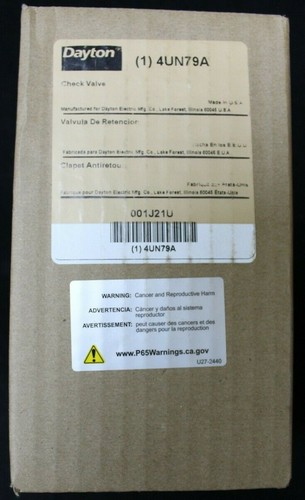 Dayton (1) 4UN79A
Check Valve
Made in U.S.A.
Manufactured for Dayton Electric Mfg. Co., Lake Forest, Illinois 60045 U.S.A.
Valvula De Retencion
Fabricado para Dayton Electric Mfg. Co., Lake Forest, Illinois 60045 E.U.A.
Clapet Antiretou
Fabrique pour Dayton Electric Mfg. Co., Lake Forest, Illinois 60045 Etats-Unis
001J21U
(1) 4UN79A
WARNING: Cancer and Reproductive Harm
ADVERTENCIA: Cáncer y daños al sistema
reproductor
AVERTISSEMENT: peut causer des cancers et des
dangers pour la reproduction
www.P65Warnings.ca.gov
U27-2440